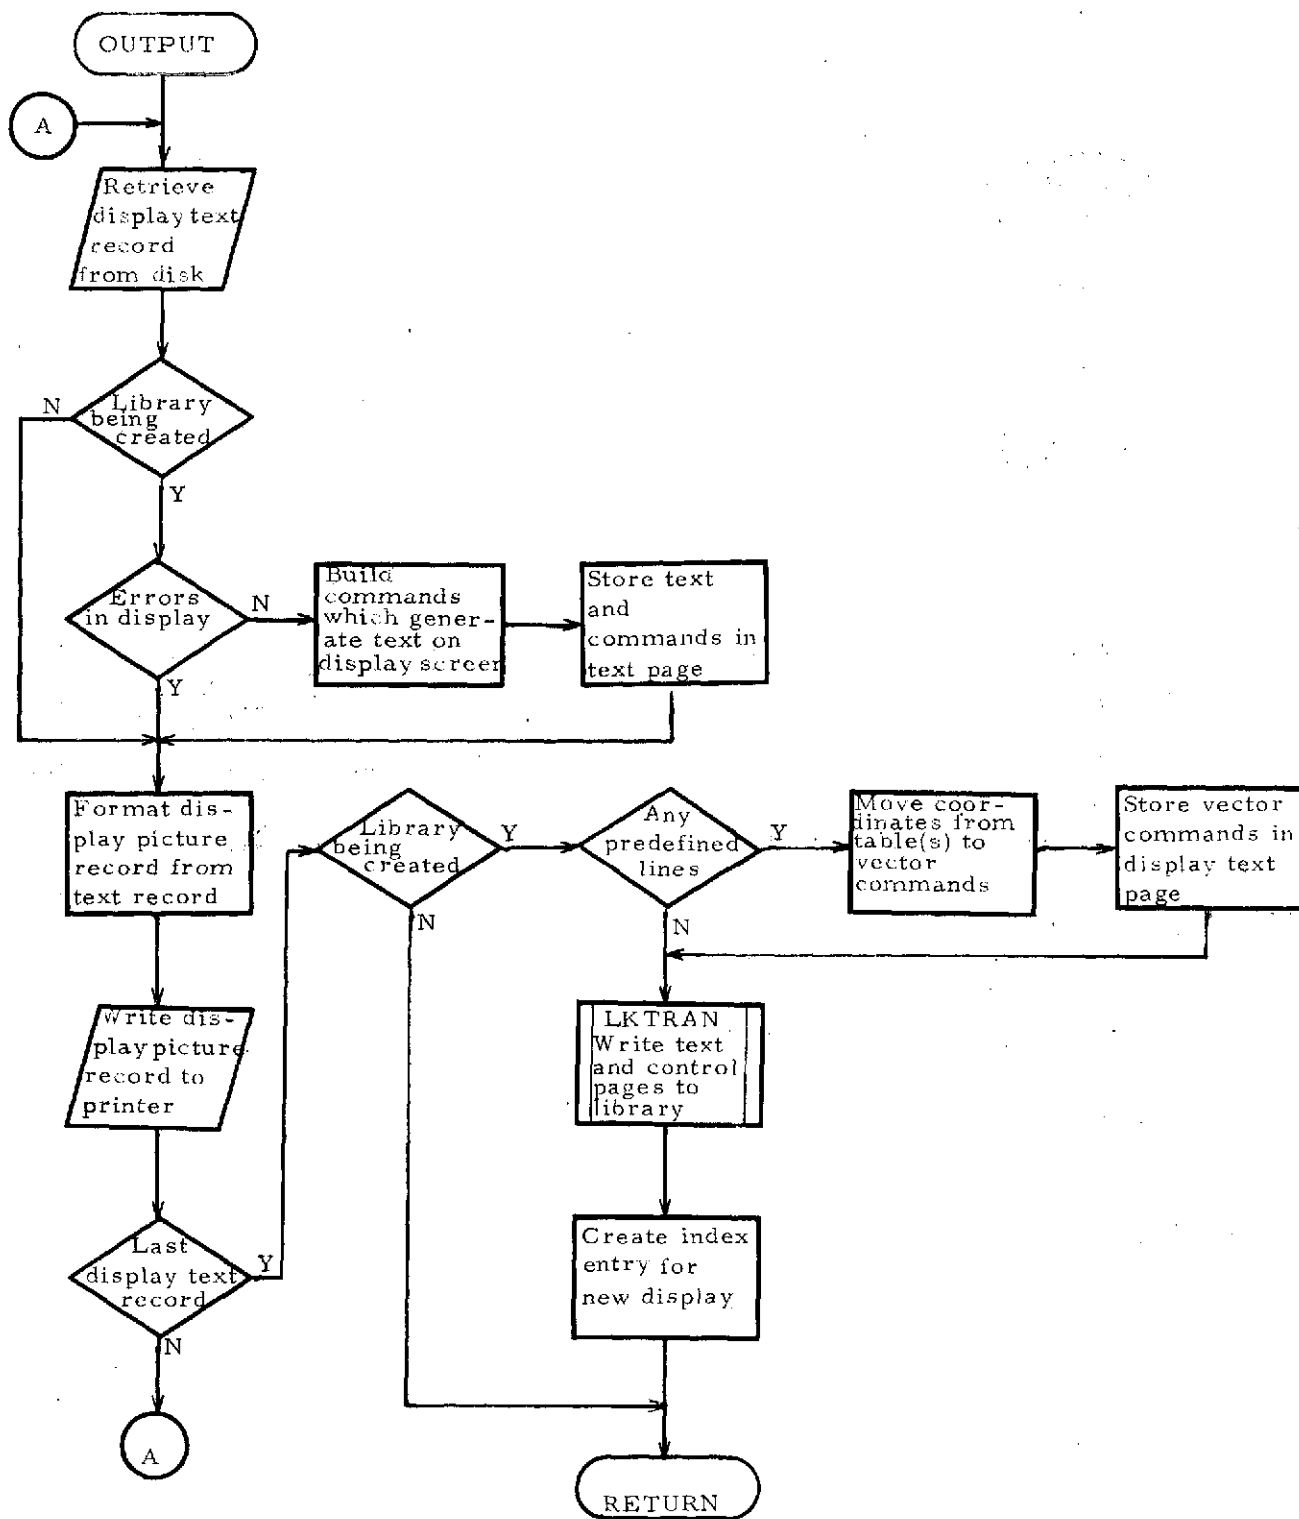 OUTPUT
A
Retrieve
display text
record
from disk
N
Library
being
created
Y
Errors
in display
N
Build
commands
which gener-
ate text on
display screen
Store text
and
commands in
text page
Y
Format dis-
play picture
record from
text record
Library
being
created
Y
Any
predefined
lines
Y
Move coor-
dinates from
table(s) to
vector
commands
Store vector
commands in
display text
page
N
N
Write dis-
play picture
record to
printer
LKTRAN
Write text
and control
pages to
library
Last
display text
record
Y
Create index
entry for
new display
N
A
RETURN